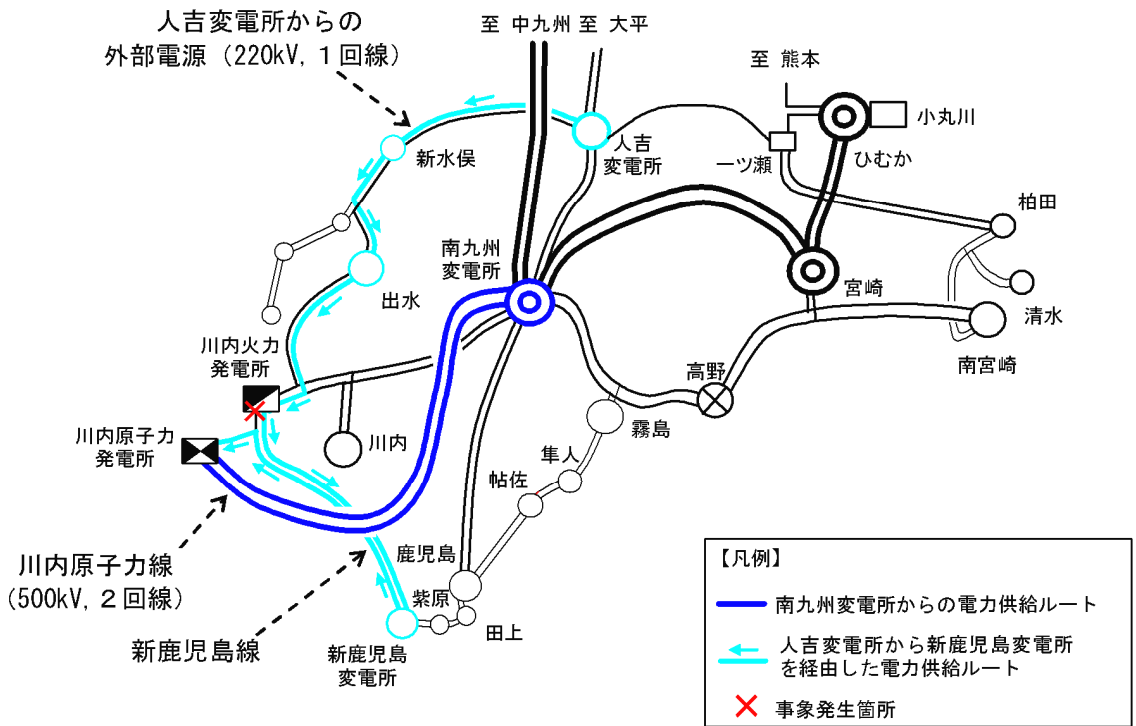 人吉変電所からの
外部電源（220kV, 1回線）
至 中九州
至 大平
至 熊本
小丸川
ひむか
一ツ瀬
人吉
変電所
新水俣
柏田
南九州
変電所
出水
宮崎
清水
南宮崎
川内火力
発電所
高野
霧島
川内原子力
発電所
川内
隼人
帖佐
川内原子力線
(500kV, 2回線)
鹿児島
紫原
田上
新鹿児島線
新鹿児島
変電所
【凡例】
南九州変電所からの電力供給ルート
人吉変電所から新鹿児島変電所
を経由した電力供給ルート
事象発生箇所